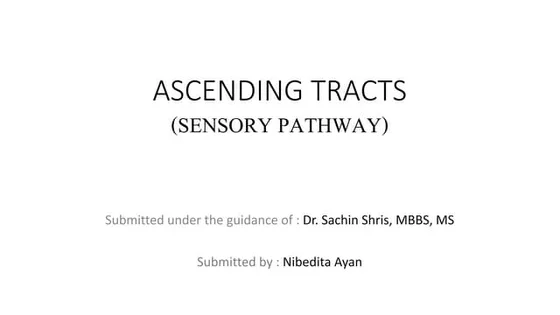 ASCENDING TRACTS
(SENSORY PATHWAY)
Submitted under the guidance of : Dr. Sachin Shris, MBBS, MS
Submitted by : Nibedita Ayan